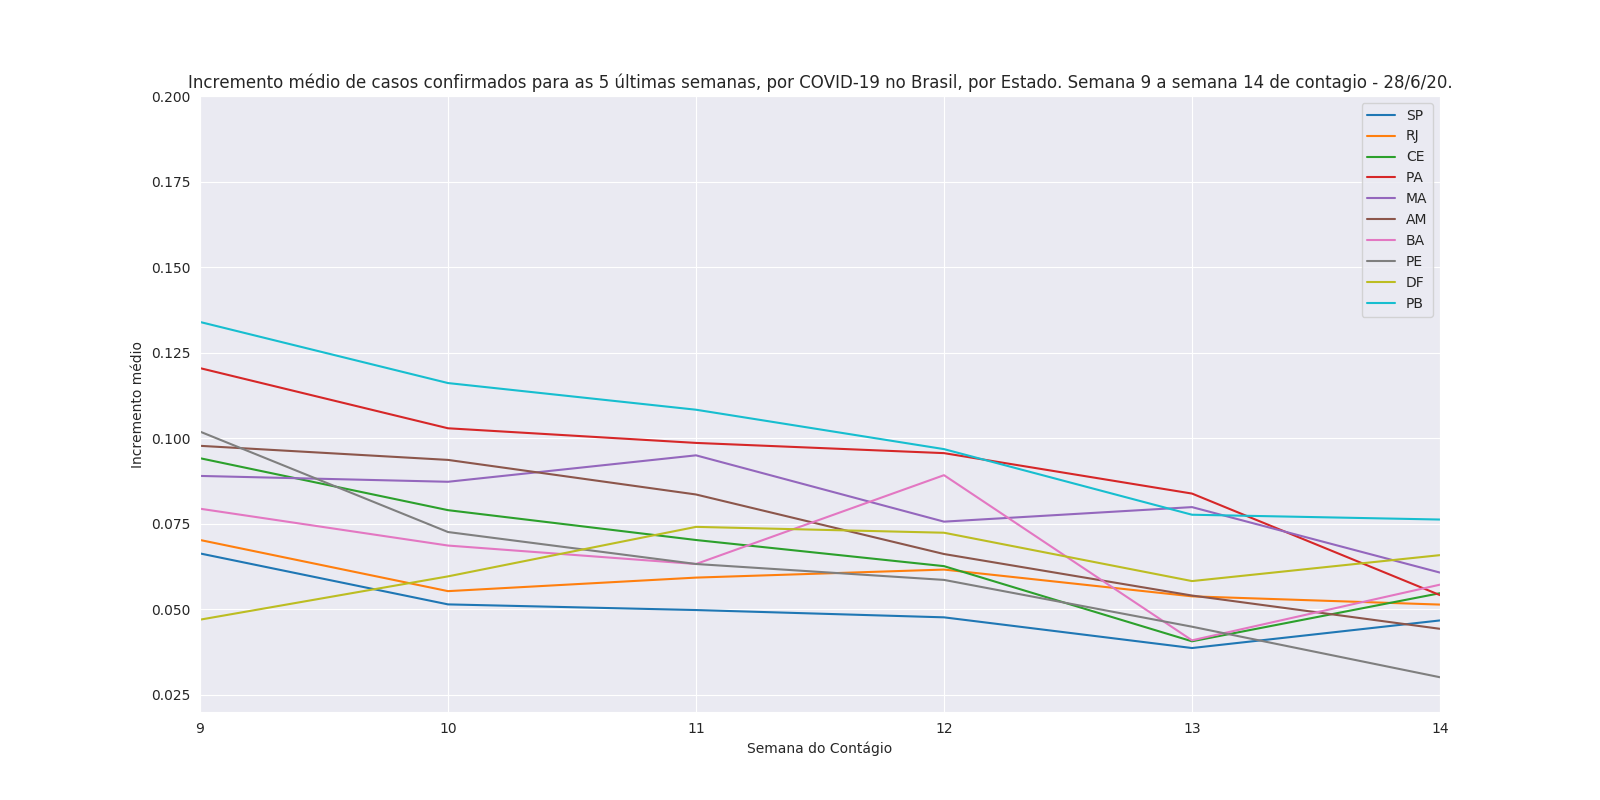 Incremento médio de casos confirmados para as 5 últimas semanas, por COVID-19 no Brasil, por Estado. Semana 9 a semana 14 de contagio - 28/6/20.
0.200
0.175
0.150
0.125
0.100
0.075
0.050
0.025
Incremento médio
SP
RJ
CE
PA
MA
AM
BA
PE
DF
PB
9 10 11 12 13 14
Semana do Contágio